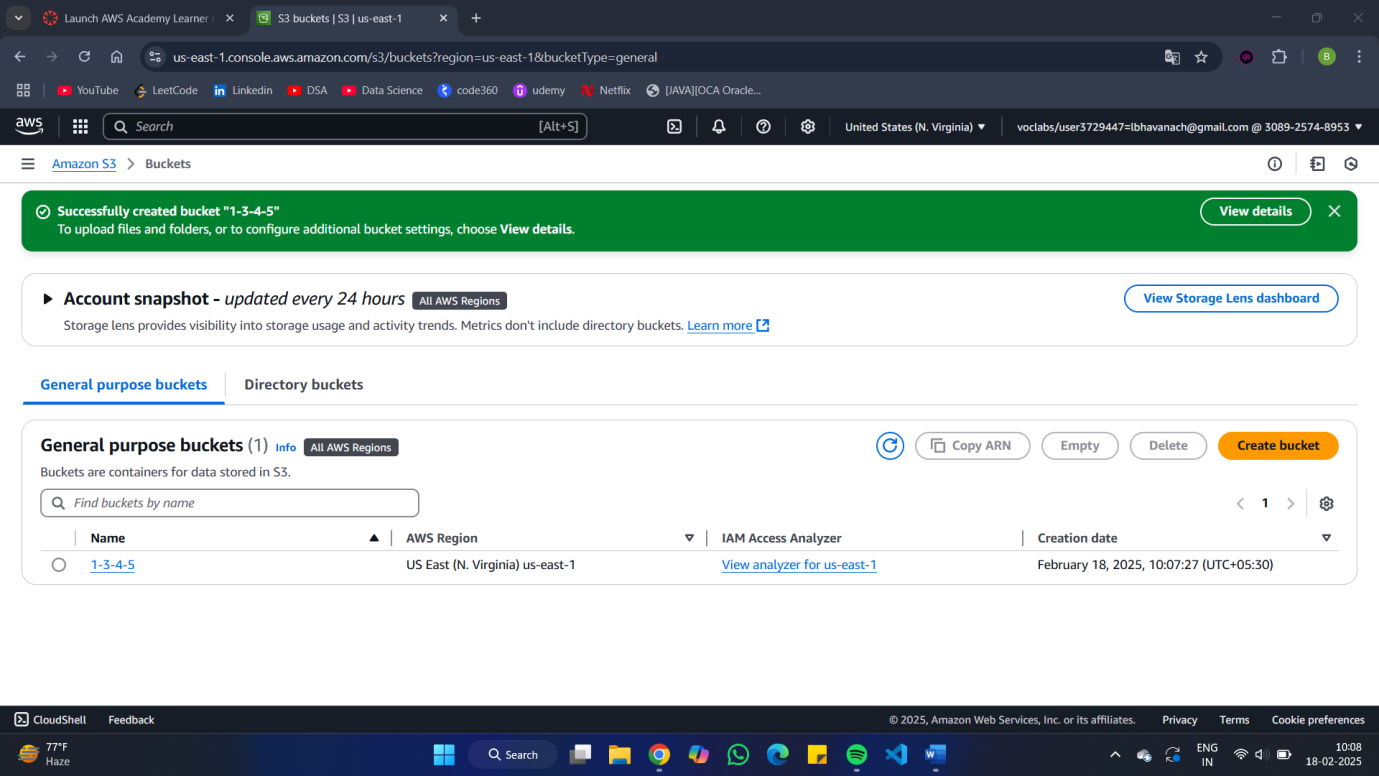 Launch AWS Academy Learner
S3 buckets | S3 | us-east-1
us-east-1.console.aws.amazon.com/s3/buckets?region=us-east-1&bucketType=general
B
YouTube
LeetCode
Linkedin
DSA
Data Science
code360
udemy
Netflix
[JAVA][OCA Oracle...
aws
Search
[Alt+S]
United States (N. Virginia)
voclabs/user3729447=lbhavanach@gmail.com @ 3089-2574-8953
Amazon S3
Buckets
Successfully created bucket "1-3-4-5"
To upload files and folders, or to configure additional bucket settings, choose View details.
View details
Account snapshot - updated every 24 hours
All AWS Regions
View Storage Lens dashboard
Storage lens provides visibility into storage usage and activity trends. Metrics don't include directory buckets. Learn more
General purpose buckets
Directory buckets
General purpose buckets (1)
Info
All AWS Regions
Copy ARN
Empty
Delete
Create bucket
Buckets are containers for data stored in S3.
Find buckets by name
1
Name
AWS Region
IAM Access Analyzer
Creation date
1-3-4-5
US East (N. Virginia) us-east-1
View analyzer for us-east-1
February 18, 2025, 10:07:27 (UTC+05:30)
CloudShell
Feedback
© 2025, Amazon Web Services, Inc. or its affiliates.
Privacy
Terms
Cookie preferences
77°F
Haze
Search
ENG
IN
10:08
18-02-2025